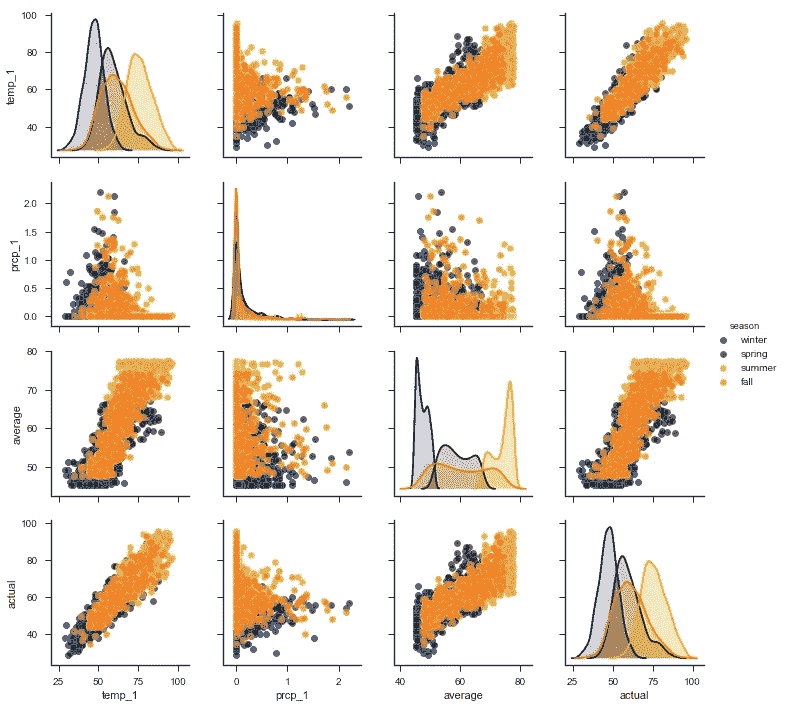 100
80
60
40
temp_1
2.0
1.5
1.0
0.5
0.0
prcp_1
season
winter
spring
summer
fall
80
70
60
50
average
100
80
60
40
actual
25 50 75 100
temp_1
0 1 2
prcp_1
40 60 80
average
25 50 75 100
actual